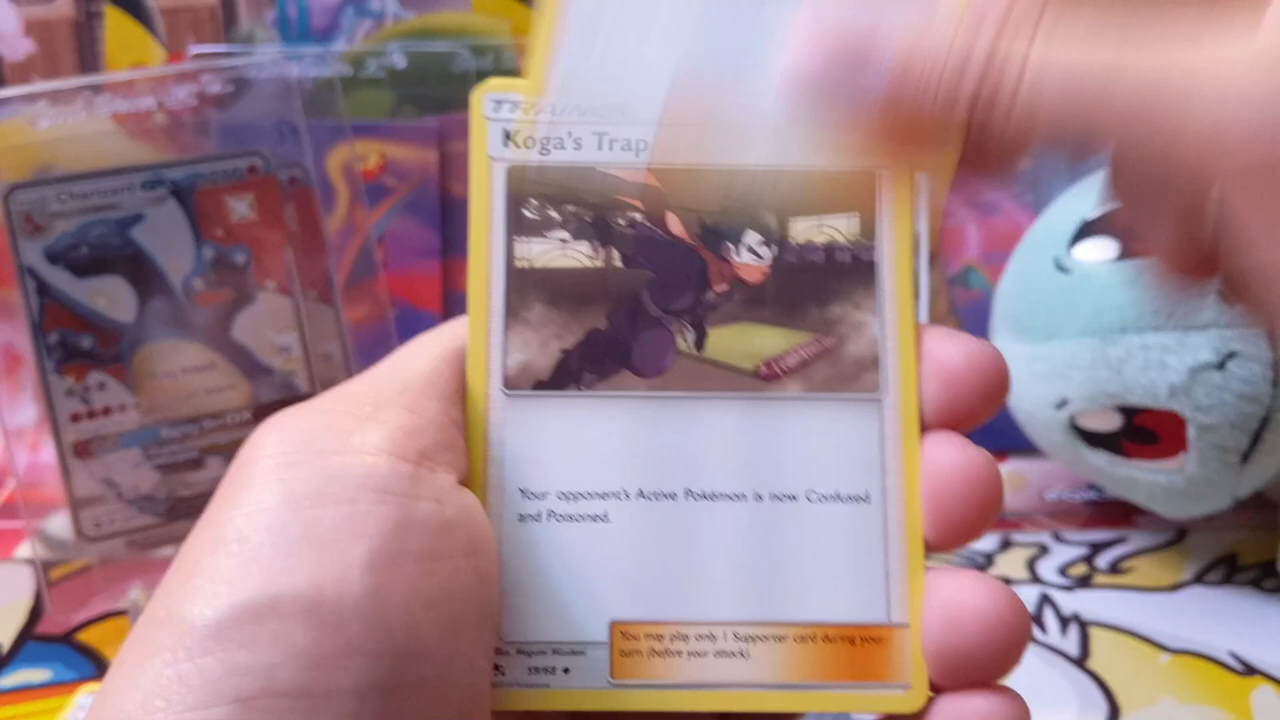 TRAINER
Koga's Trap
Your opponent's Active Pokémon is now Confused
and Poisoned.
You may play only 1 Supporter card during your
turn (before your attack).
59/68
Charizard